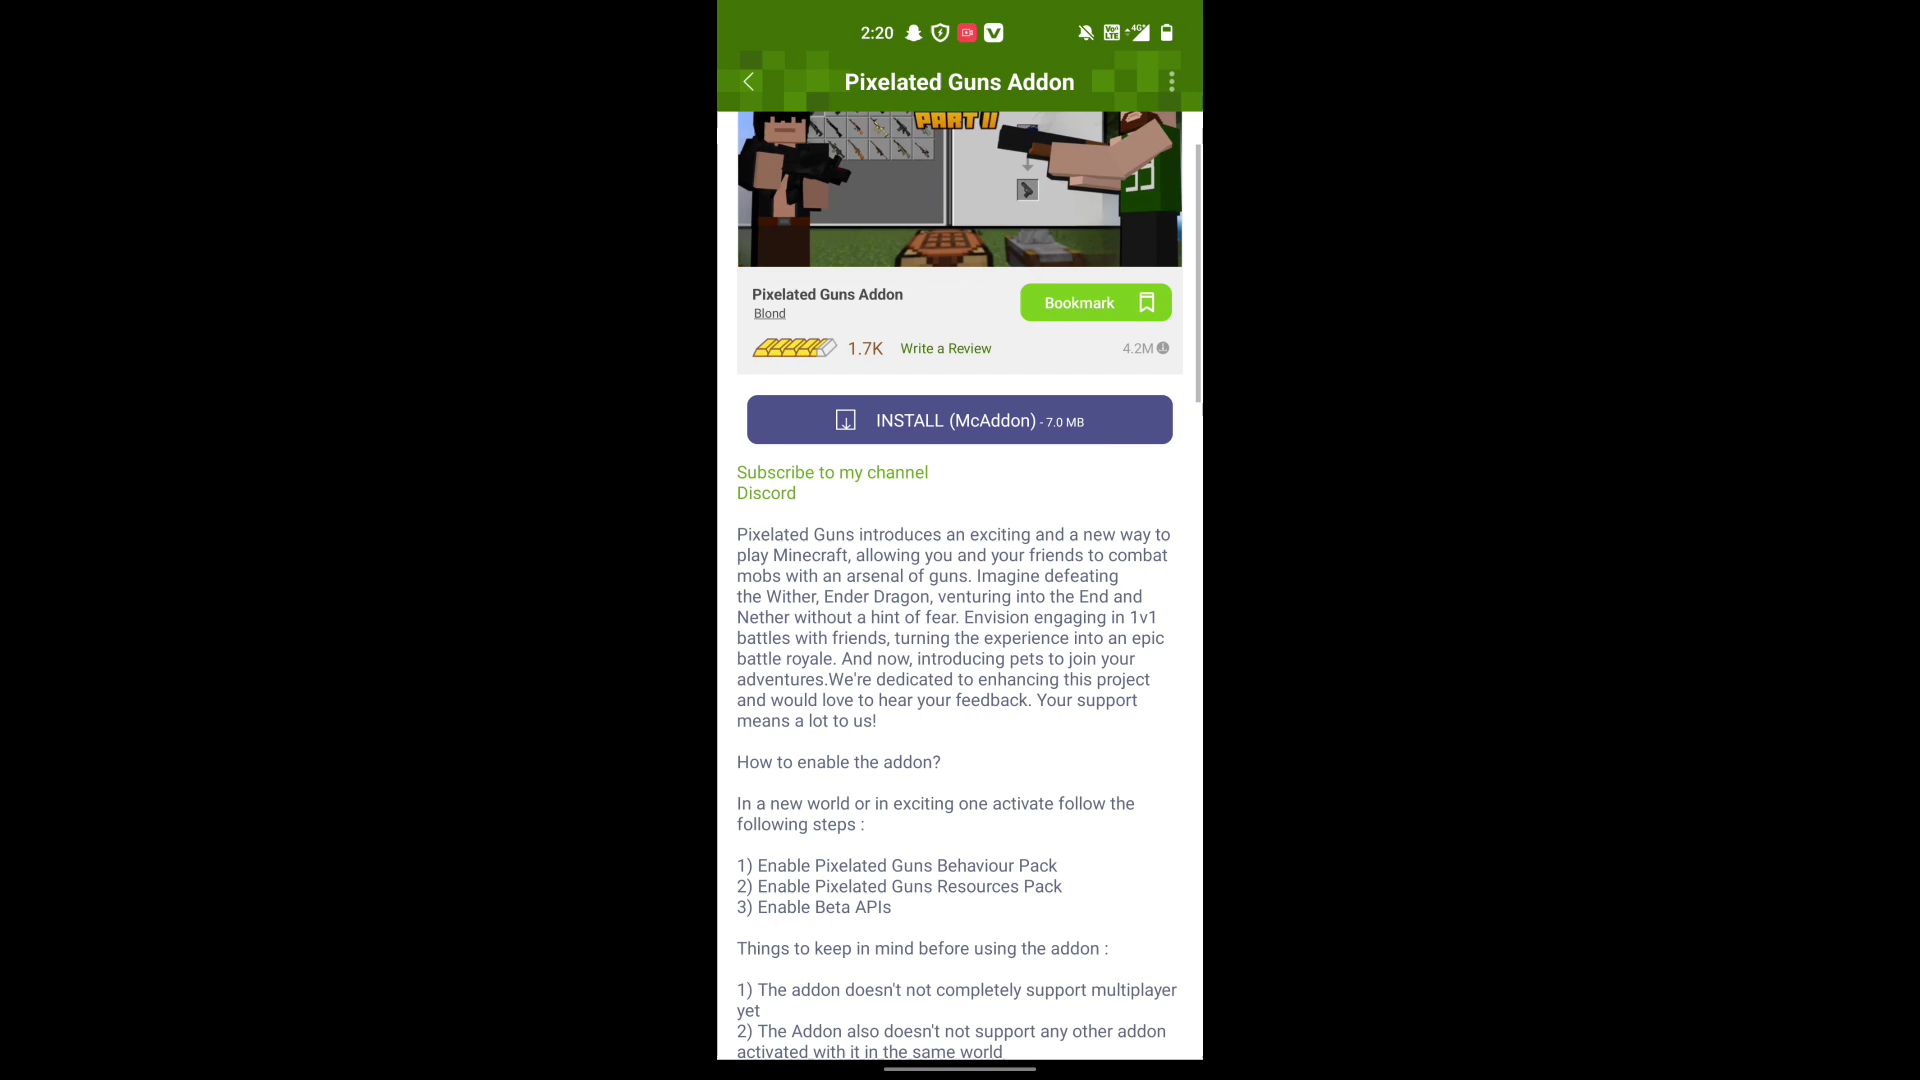 2:20
4G+
Vo))
LTE
Pixelated Guns Addon
PART II
Pixelated Guns Addon
Blond
Bookmark
1.7K
Write a Review
4.2M
INSTALL (McAddon) - 7.0 MB
Subscribe to my channel
Discord
Pixelated Guns introduces an exciting and a new way to
play Minecraft, allowing you and your friends to combat
mobs with an arsenal of guns. Imagine defeating
the Wither, Ender Dragon, venturing into the End and
Nether without a hint of fear. Envision engaging in 1v1
battles with friends, turning the experience into an epic
battle royale. And now, introducing pets to join your
adventures.We're dedicated to enhancing this project
and would love to hear your feedback. Your support
means a lot to us!
How to enable the addon?
In a new world or in exciting one activate follow the
following steps :
1) Enable Pixelated Guns Behaviour Pack
2) Enable Pixelated Guns Resources Pack
3) Enable Beta APIs
Things to keep in mind before using the addon :
1) The addon doesn't not completely support multiplayer
yet
2) The Addon also doesn't not support any other addon
activated with it in the same world